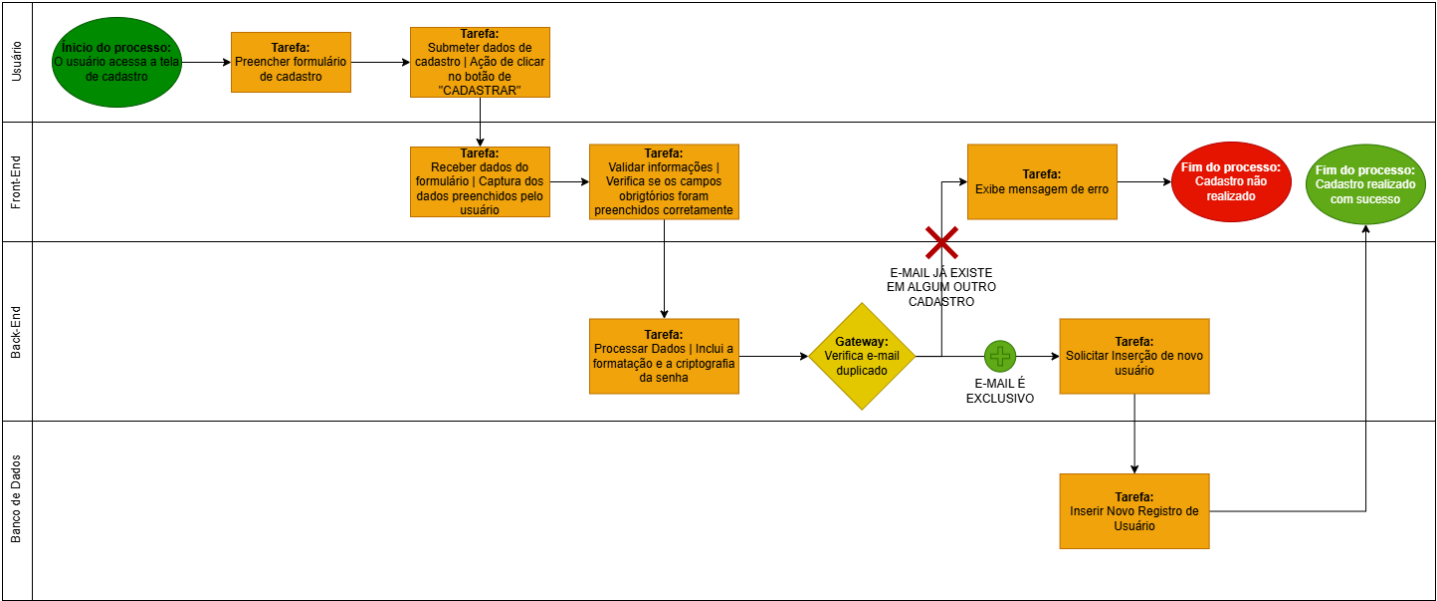 Usuário
Ínicio do processo:
O usuário acessa a tela
de cadastro
Tarefa:
Preencher formulário
de cadastro
Tarefa:
Submeter dados de
cadastro | Ação de clicar
no botão de
"CADASTRAR"
Front-End
Tarefa:
Receber dados do
formulário | Captura dos
dados preenchidos pelo
usuário
Tarefa:
Validar informações |
Verifica se os campos
obrigtórios foram
preenchidos corretamente
Tarefa:
Exibe mensagem de erro
Fim do processo:
Cadastro não
realizado
Fim do processo:
Cadastro realizado
com sucesso
Back-End
Tarefa:
Processar Dados | Inclui a
formatação e a criptografia
da senha
Gateway:
Verifica e-mail
duplicado
E-MAIL JÁ EXISTE
EM ALGUM OUTRO
CADASTRO
E-MAIL É
EXCLUSIVO
Tarefa:
Solicitar Inserção de novo
usuário
Banco de Dados
Tarefa:
Inserir Novo Registro de
Usuário